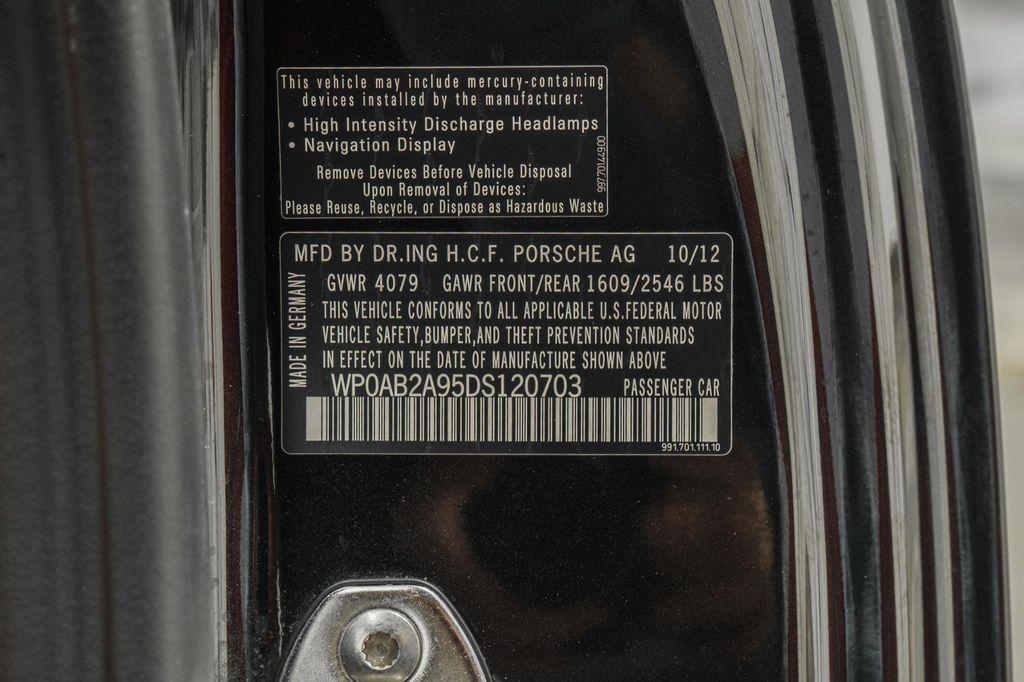 This vehicle may include mercury-containing
devices installed by the manufacturer:
• High Intensity Discharge Headlamps
• Navigation Display
Remove Devices Before Vehicle Disposal
Upon Removal of Devices:
Please Reuse, Recycle, or Dispose as Hazardous Waste
997.701.449.00
MFD BY DR.ING H.C.F. PORSCHE AG 10/12
GVWR 4079 GAWR FRONT/REAR 1609/2546 LBS
THIS VEHICLE CONFORMS TO ALL APPLICABLE U.S.FEDERAL MOTOR
VEHICLE SAFETY,BUMPER,AND THEFT PREVENTION STANDARDS
IN EFFECT ON THE DATE OF MANUFACTURE SHOWN ABOVE
MADE IN GERMANY
WP0AB2A95DS120703 PASSENGER CAR
991.701.111.10